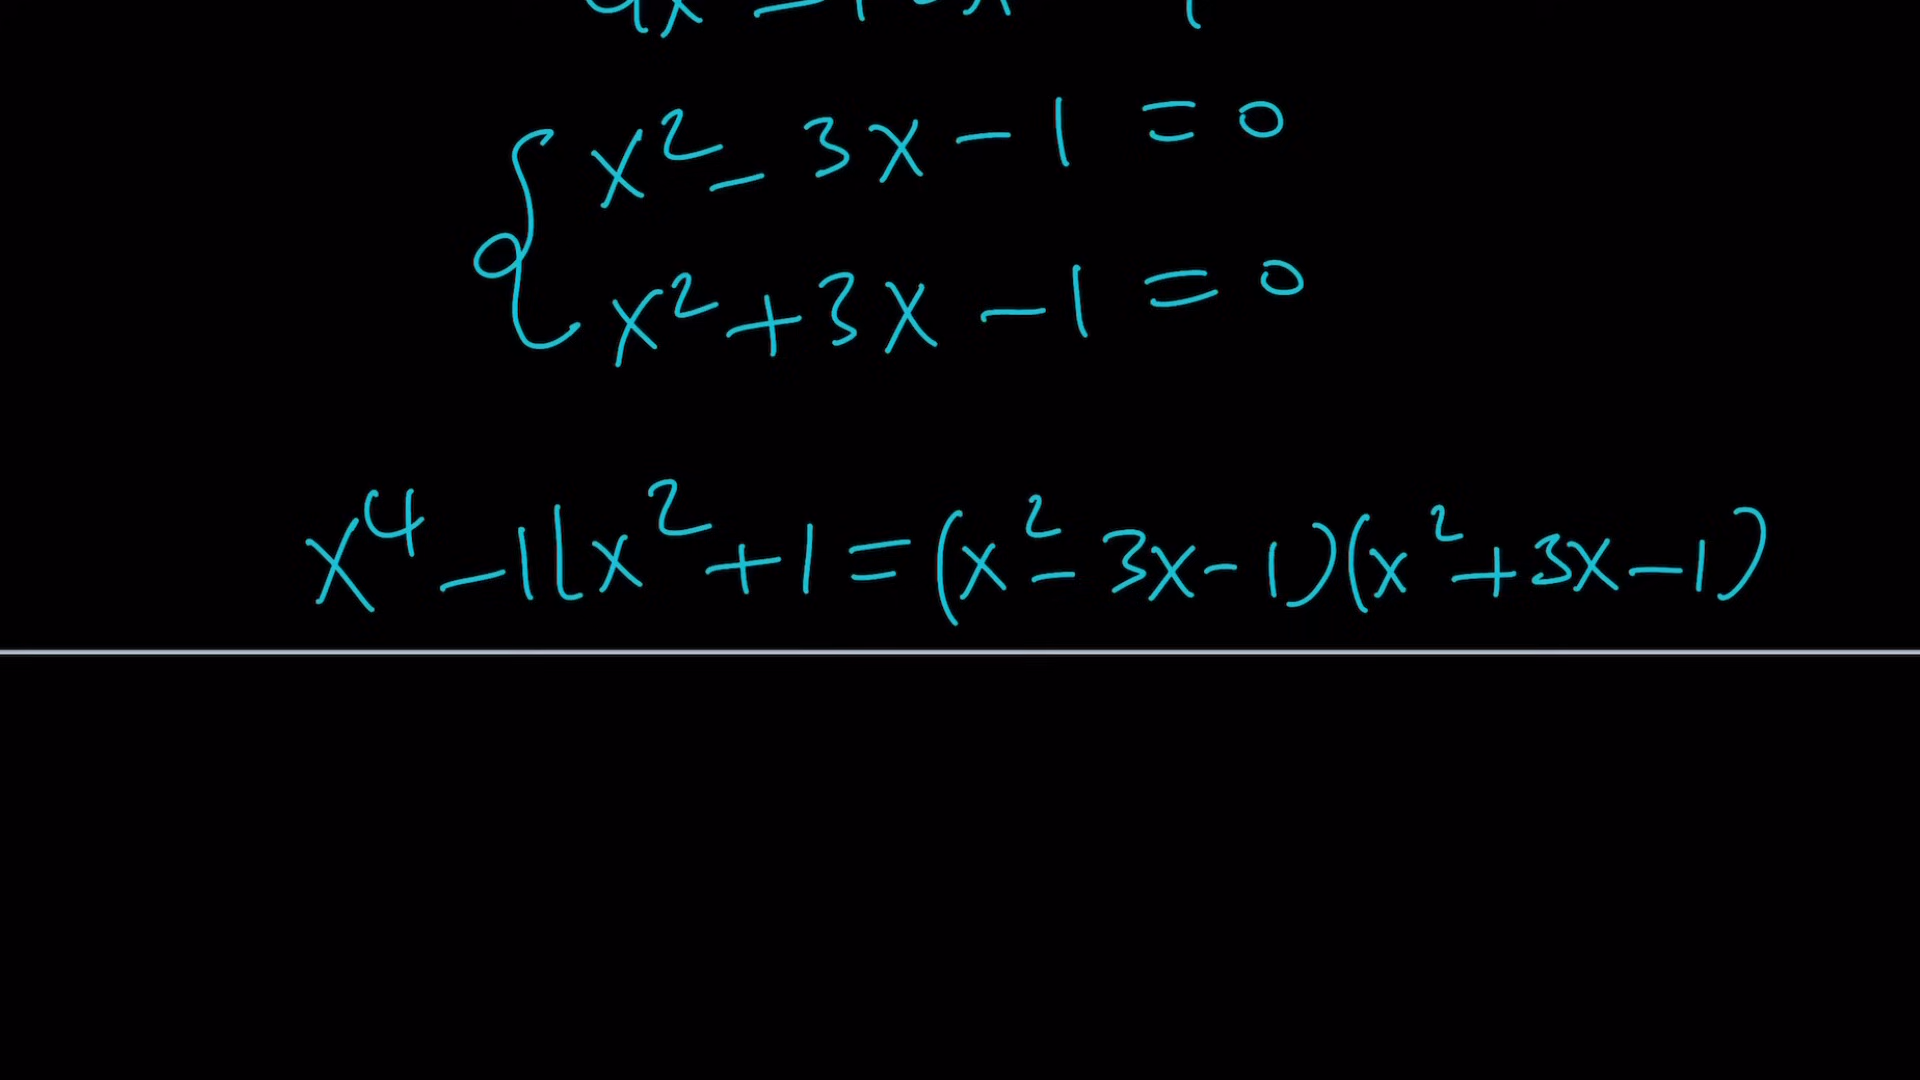 x² - 3x - 1 = 0
x² + 3x - 1 = 0
x⁴ - 11x² + 1 = (x² - 3x - 1)(x² + 3x - 1)